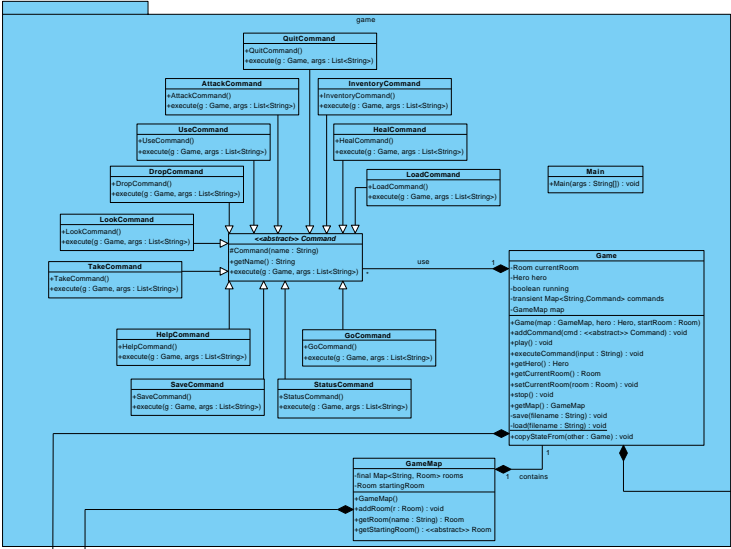 game
QuitCommand
+QuitCommand()
+execute(g : Game, args : List<String>)
AttackCommand
+AttackCommand()
+execute(g : Game, args : List<String>)
InventoryCommand
+InventoryCommand()
+execute(g : Game, args : List<String>)
UseCommand
+UseCommand()
+execute(g : Game, args : List<String>)
HealCommand
+HealCommand()
+execute(g : Game, args : List<String>)
DropCommand
+DropCommand()
+execute(g : Game, args : List<String>)
LoadCommand
+LoadCommand()
+execute(g : Game, args : List<String>)
Main
+Main(args : String[]) : void
LookCommand
+LookCommand()
+execute(g : Game, args : List<String>)
<<abstract>> Command
#Command(name : String)
+getName() : String
+execute(g : Game, args : List<String>)
TakeCommand
+TakeCommand()
+execute(g : Game, args : List<String>)
use
1
*
Game
-Room currentRoom
-Hero hero
-boolean running
-transient Map<String,Command> commands
-GameMap map
+Game(map : GameMap, hero : Hero, startRoom : Room)
+addCommand(cmd : <<abstract>> Command) : void
+play() : void
+executeCommand(input : String) : void
+getHero() : Hero
+getCurrentRoom() : Room
+setCurrentRoom(room : Room) : void
+stop() : void
+getMap() : GameMap
-save(filename : String) : void
-load(filename : String) : void
+copyStateFrom(other : Game) : void
HelpCommand
+HelpCommand()
+execute(g : Game, args : List<String>)
GoCommand
+GoCommand()
+execute(g : Game, args : List<String>)
SaveCommand
+SaveCommand()
+execute(g : Game, args : List<String>)
StatusCommand
+StatusCommand()
+execute(g : Game, args : List<String>)
1
1 contains
GameMap
-final Map<String, Room> rooms
-Room startingRoom
+GameMap()
+addRoom(r : Room) : void
+getRoom(name : String) : Room
+getStartingRoom() : <<abstract>> Room